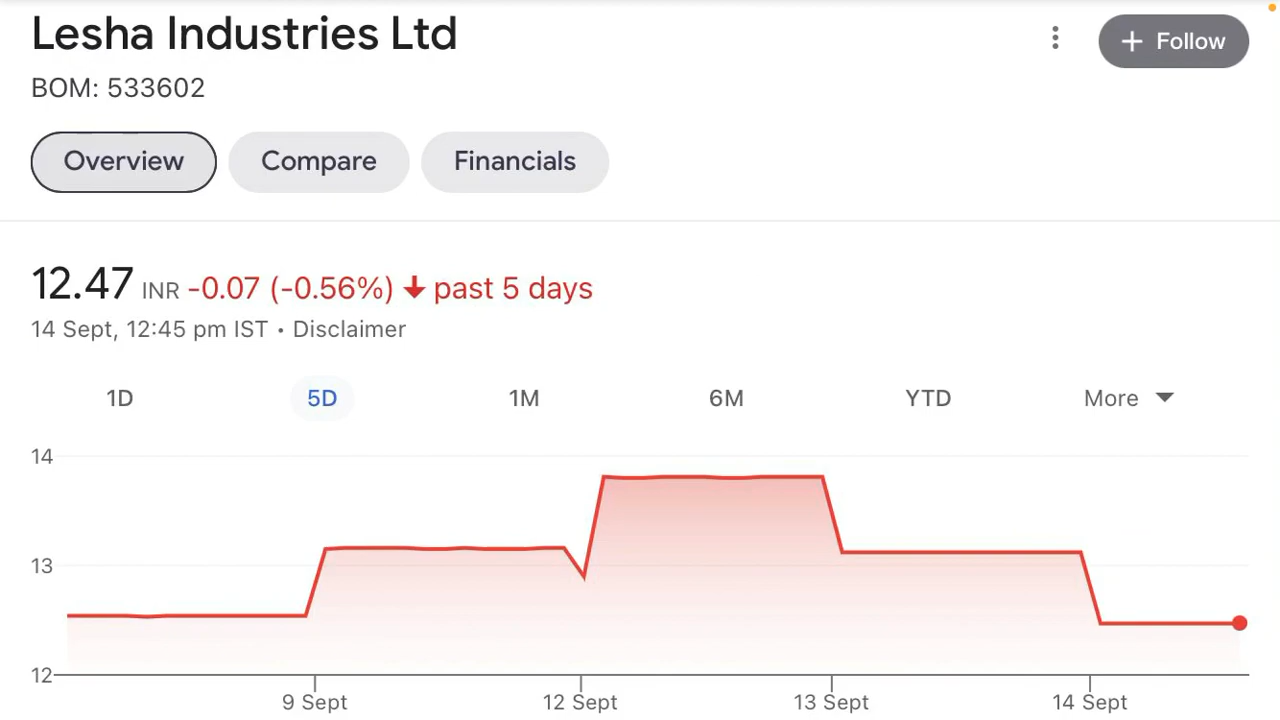 Lesha Industries Ltd
+ Follow
BOM: 533602
Overview Compare Financials
12.47 INR -0.07 (-0.56%) ↓ past 5 days
14 Sept, 12:45 pm IST • Disclaimer
1D 5D 1M 6M YTD More
14
13
12
9 Sept 12 Sept 13 Sept 14 Sept